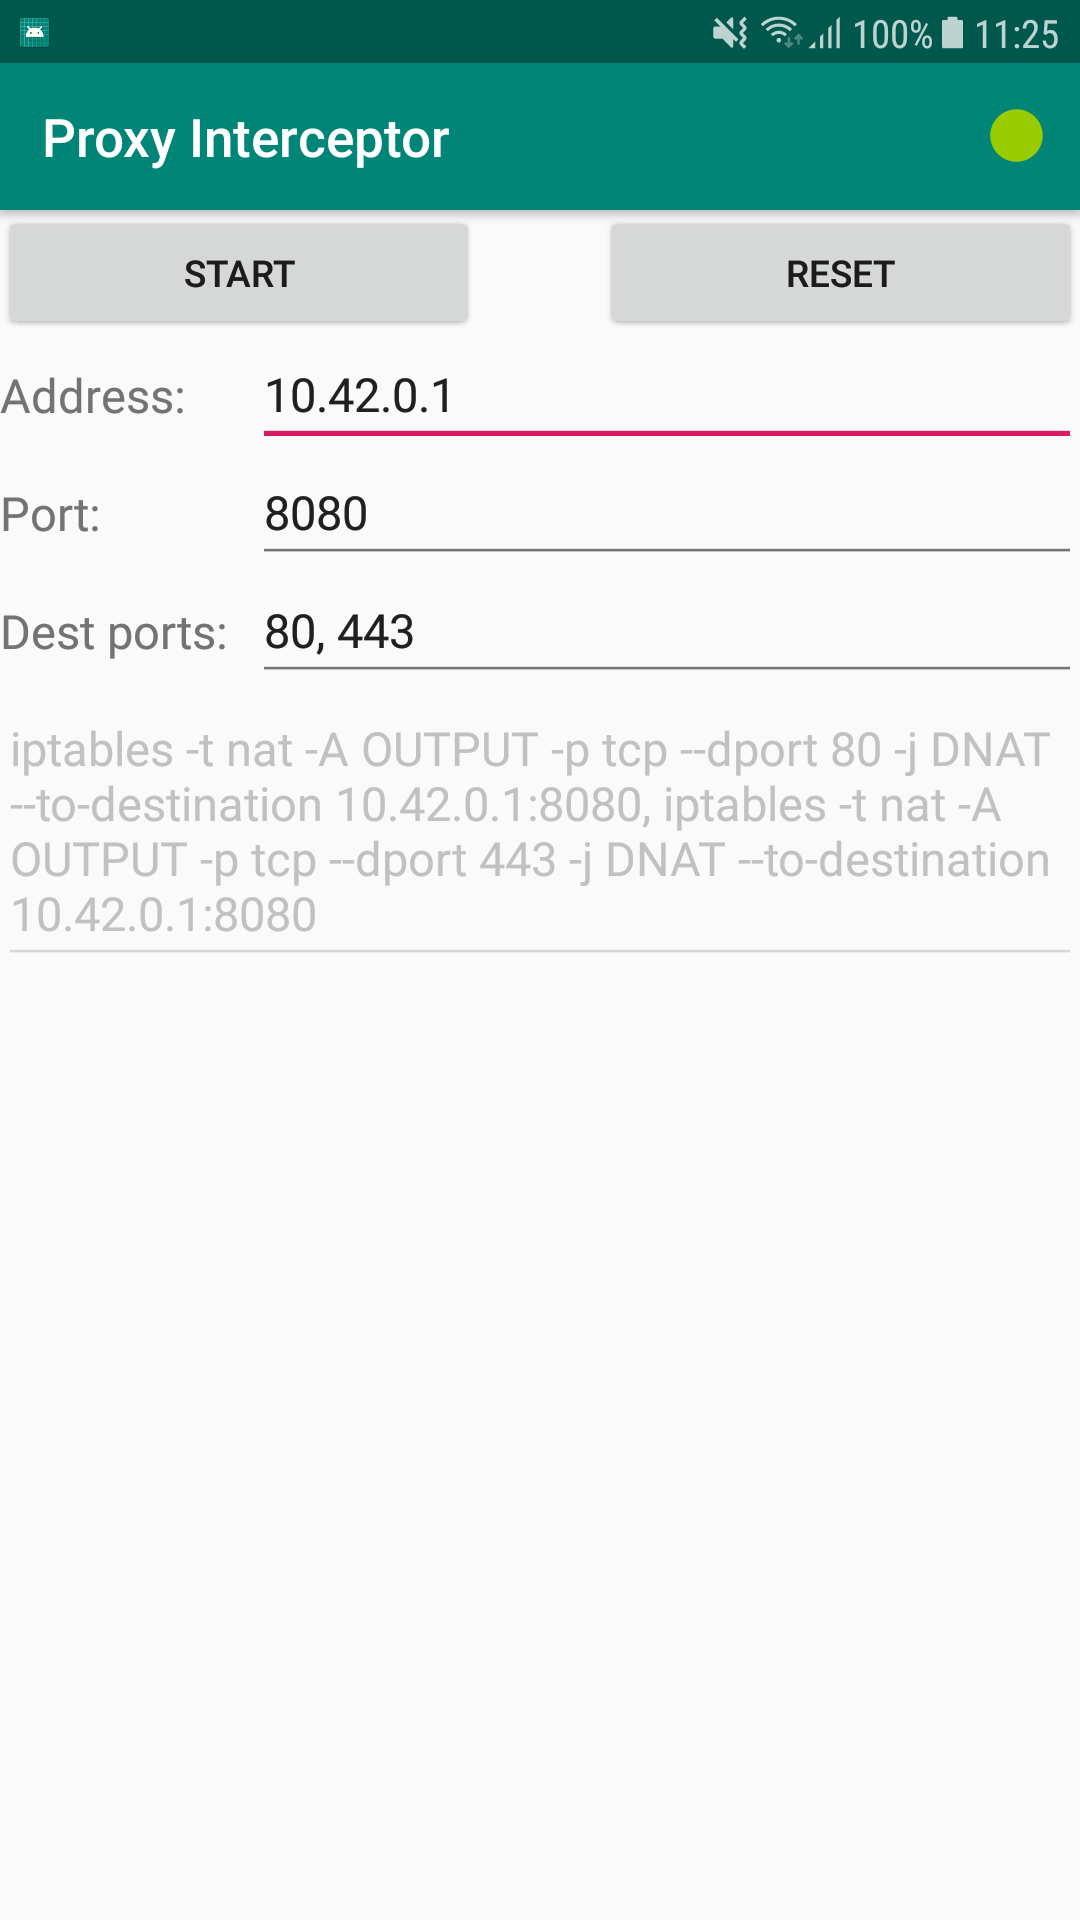 100% 11:25
Proxy Interceptor
START RESET
Address: 10.42.0.1
Port: 8080
Dest ports: 80, 443
iptables -t nat -A OUTPUT -p tcp --dport 80 -j DNAT
--to-destination 10.42.0.1:8080, iptables -t nat -A
OUTPUT -p tcp --dport 443 -j DNAT --to-destination
10.42.0.1:8080